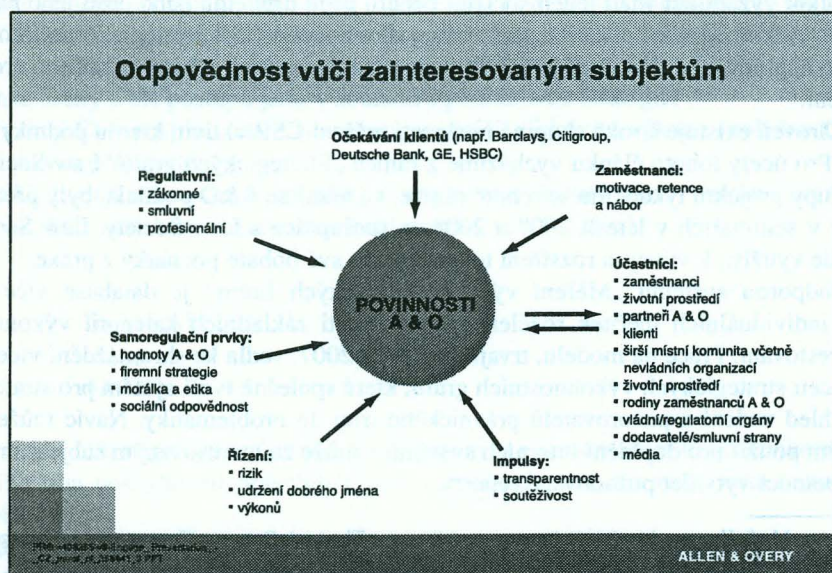 Odpovědnost vůči zainteresovaným subjektům
Očekávání klientů (např. Barclays, Citigroup,
Deutsche Bank, GE, HSBC)
Regulativní:
▪ zákonné
▪ smluvní
▪ profesionální
Zaměstnanci:
motivace, retence
a nábor
POVINNOSTI
A & O
Účastníci:
▪ zaměstnanci
▪ životní prostředí
▪ partneři A & O
▪ klienti
▪ širší místní komunita včetně
nevládních organizací
▪ životní prostředí
▪ rodiny zaměstnanců A & O
▪ vládní/regulatorní orgány
▪ dodavatelé/smluvní strany
▪ média
Samoregulační prvky:
▪ hodnoty A & O
▪ firemní strategie
▪ morálka a etika
▪ sociální odpovědnost
Řízení:
▪ rizik
▪ udržení dobrého jména
▪ výkonů
Impulsy:
▪ transparentnost
▪ soutěživost
ALLEN & OVERY